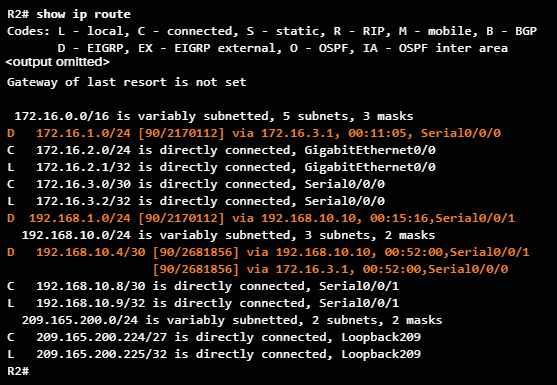 R2# show ip route
Codes: L - local, C - connected, S - static, R - RIP, M - mobile, B - BGP
D - EIGRP, EX - EIGRP external, O - OSPF, IA - OSPF inter area
<output omitted>
Gateway of last resort is not set
172.16.0.0/16 is variably subnetted, 5 subnets, 3 masks
D 172.16.1.0/24 [90/2170112] via 172.16.3.1, 00:11:05, Serial0/0/0
C 172.16.2.0/24 is directly connected, GigabitEthernet0/0
L 172.16.2.1/32 is directly connected, GigabitEthernet0/0
C 172.16.3.0/30 is directly connected, Serial0/0/0
L 172.16.3.2/32 is directly connected, Serial0/0/0
D 192.168.1.0/24 [90/2170112] via 192.168.10.10, 00:15:16,Serial0/0/1
192.168.10.0/24 is variably subnetted, 3 subnets, 2 masks
D 192.168.10.4/30 [90/2681856] via 192.168.10.10, 00:52:00,Serial0/0/1
[90/2681856] via 172.16.3.1, 00:52:00,Serial0/0/0
C 192.168.10.8/30 is directly connected, Serial0/0/1
L 192.168.10.9/32 is directly connected, Serial0/0/1
209.165.200.0/24 is variably subnetted, 2 subnets, 2 masks
C 209.165.200.224/27 is directly connected, Loopback209
L 209.165.200.225/32 is directly connected, Loopback209
R2#